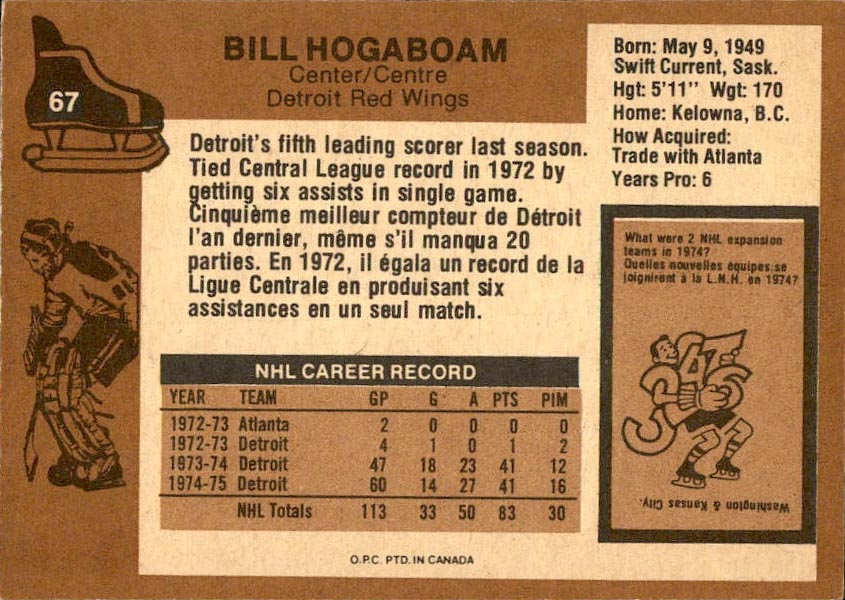 67
BILL HOGABOAM
Center/Centre
Detroit Red Wings
Born: May 9, 1949
Swift Current, Sask.
Hgt: 5'11" Wgt: 170
Home: Kelowna, B.C.
How Acquired:
Trade with Atlanta
Years Pro: 6
Detroit's fifth leading scorer last season.
Tied Central League record in 1972 by
getting six assists in single game.
Cinquième meilleur compteur de Détroit
l'an dernier, même s'il manqua 20
parties. En 1972, il égala un record de la
Ligue Centrale en produisant six
assistances en un seul match.
What were 2 NHL expansion
teams in 1974?
Quelles nouvelles équipes se
joignirent à la L.N.H. en 1974?
Washington & Kansas City.
NHL CAREER RECORD
YEAR TEAM GP G A PTS PIM
1972-73 Atlanta 2 0 0 0 0
1972-73 Detroit 4 1 0 1 2
1973-74 Detroit 47 18 23 41 12
1974-75 Detroit 60 14 27 41 16
NHL Totals 113 33 50 83 30
O.P.C. PTD. IN CANADA